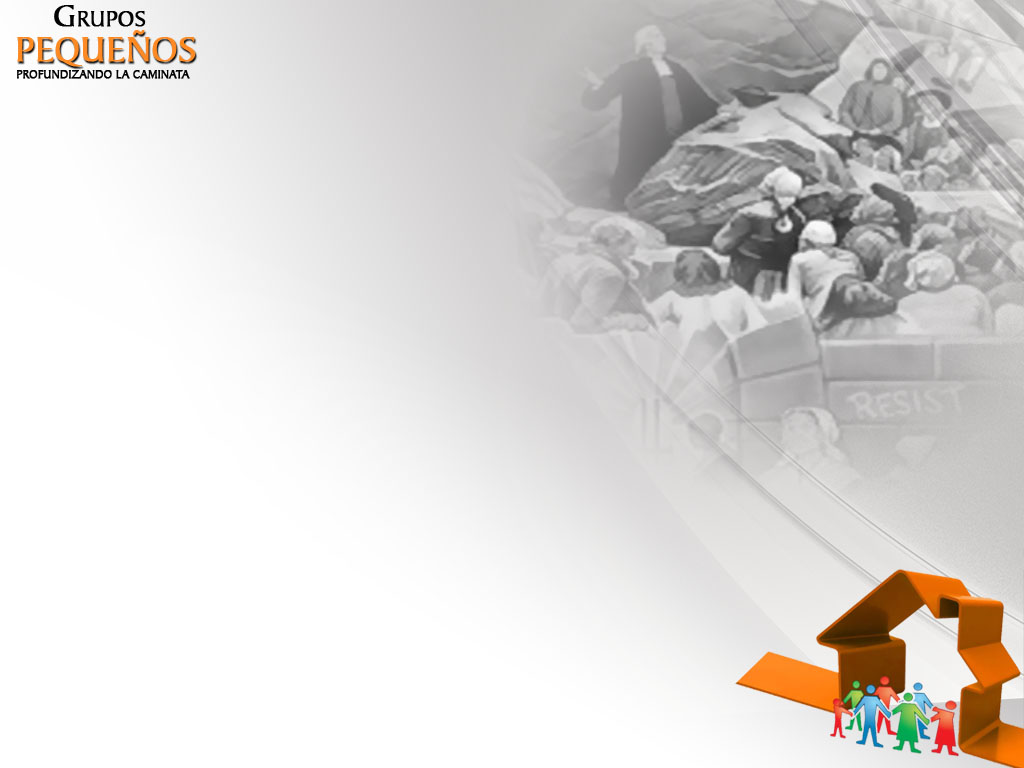 GRUPOS
PEQUEÑOS
PROFUNDIZANDO LA CAMINATA
RESIST